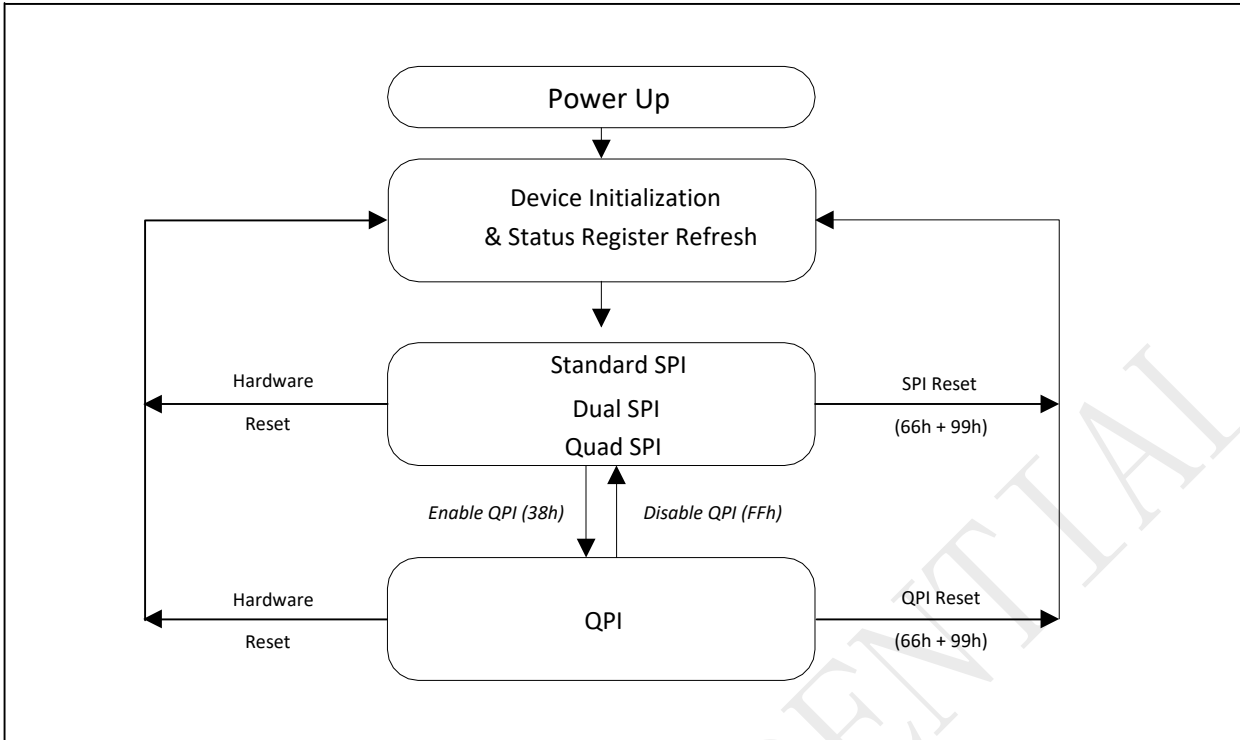 Power Up
Device Initialization
& Status Register Refresh
Standard SPI
Dual SPI
Quad SPI
Hardware
Reset
SPI Reset
(66h + 99h)
Enable QPI (38h)
Disable QPI (FFh)
QPI
Hardware
Reset
QPI Reset
(66h + 99h)
ENTIAL